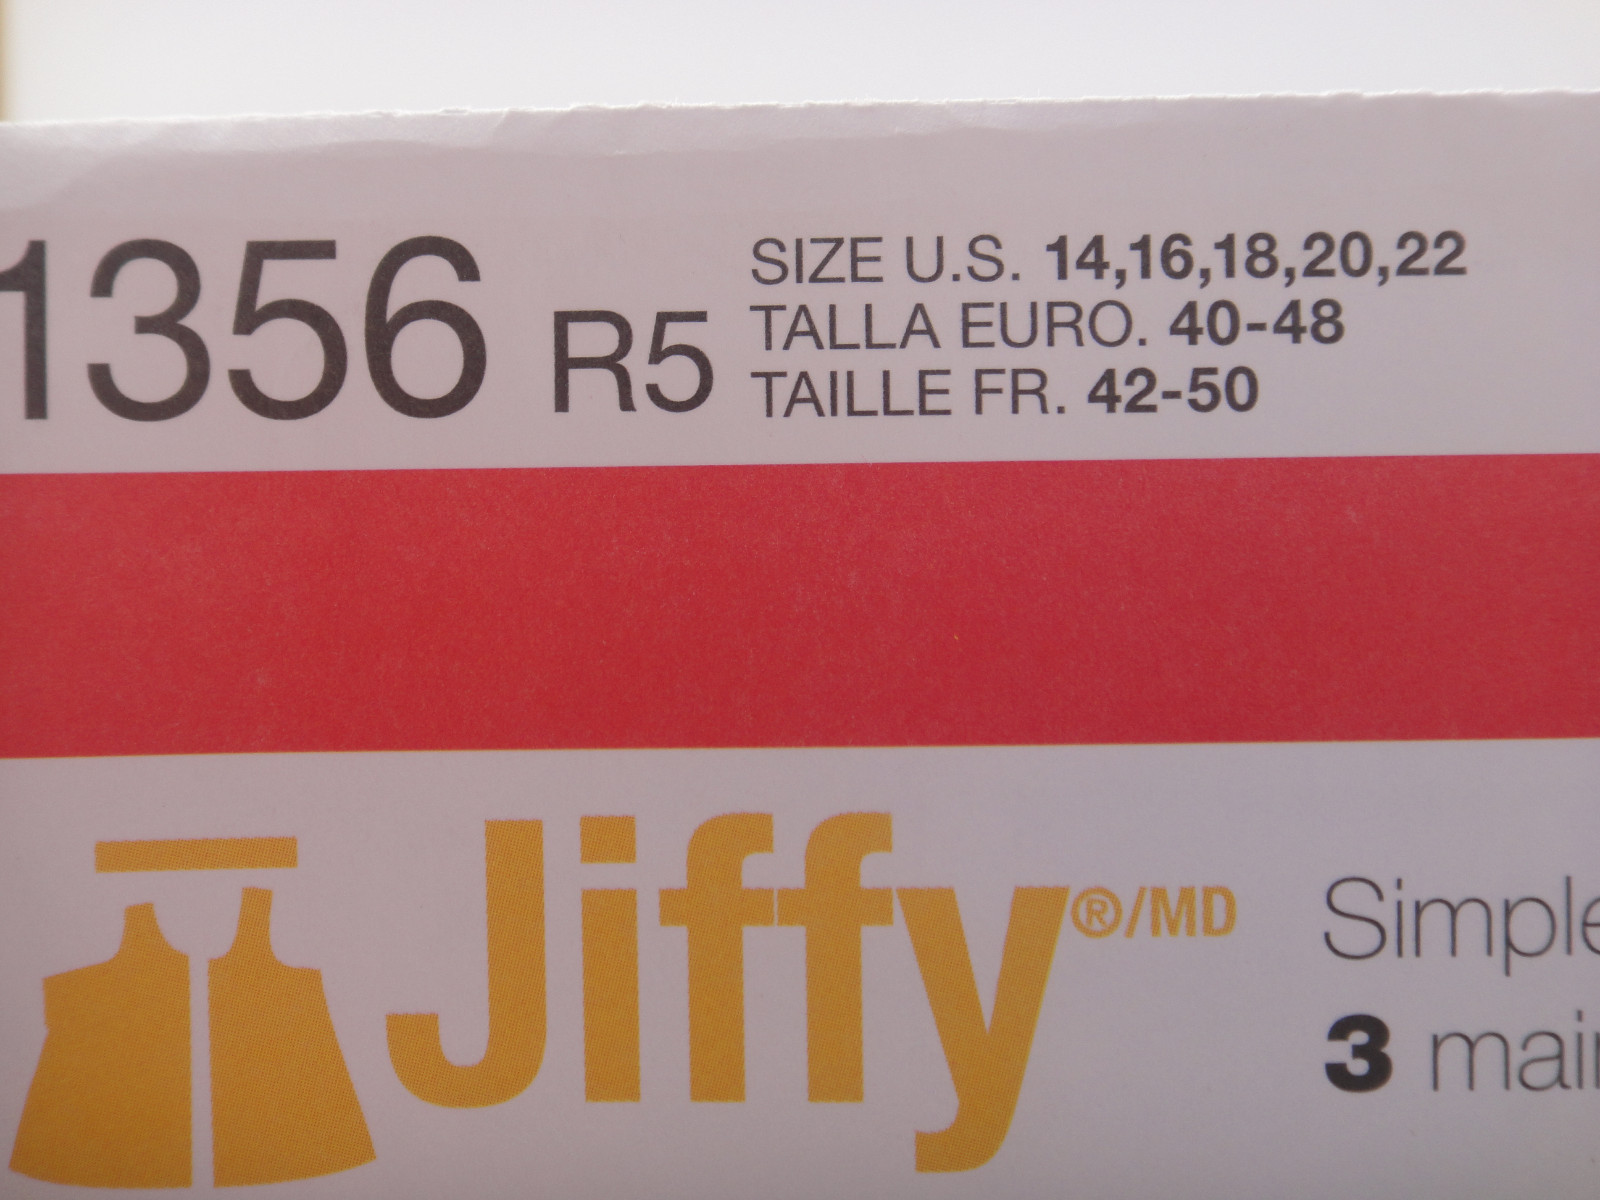 1356 R5
SIZE U.S. 14,16,18,20,22
TALLA EURO. 40-48
TAILLE FR. 42-50
Jiffy®/MD
Simple
3